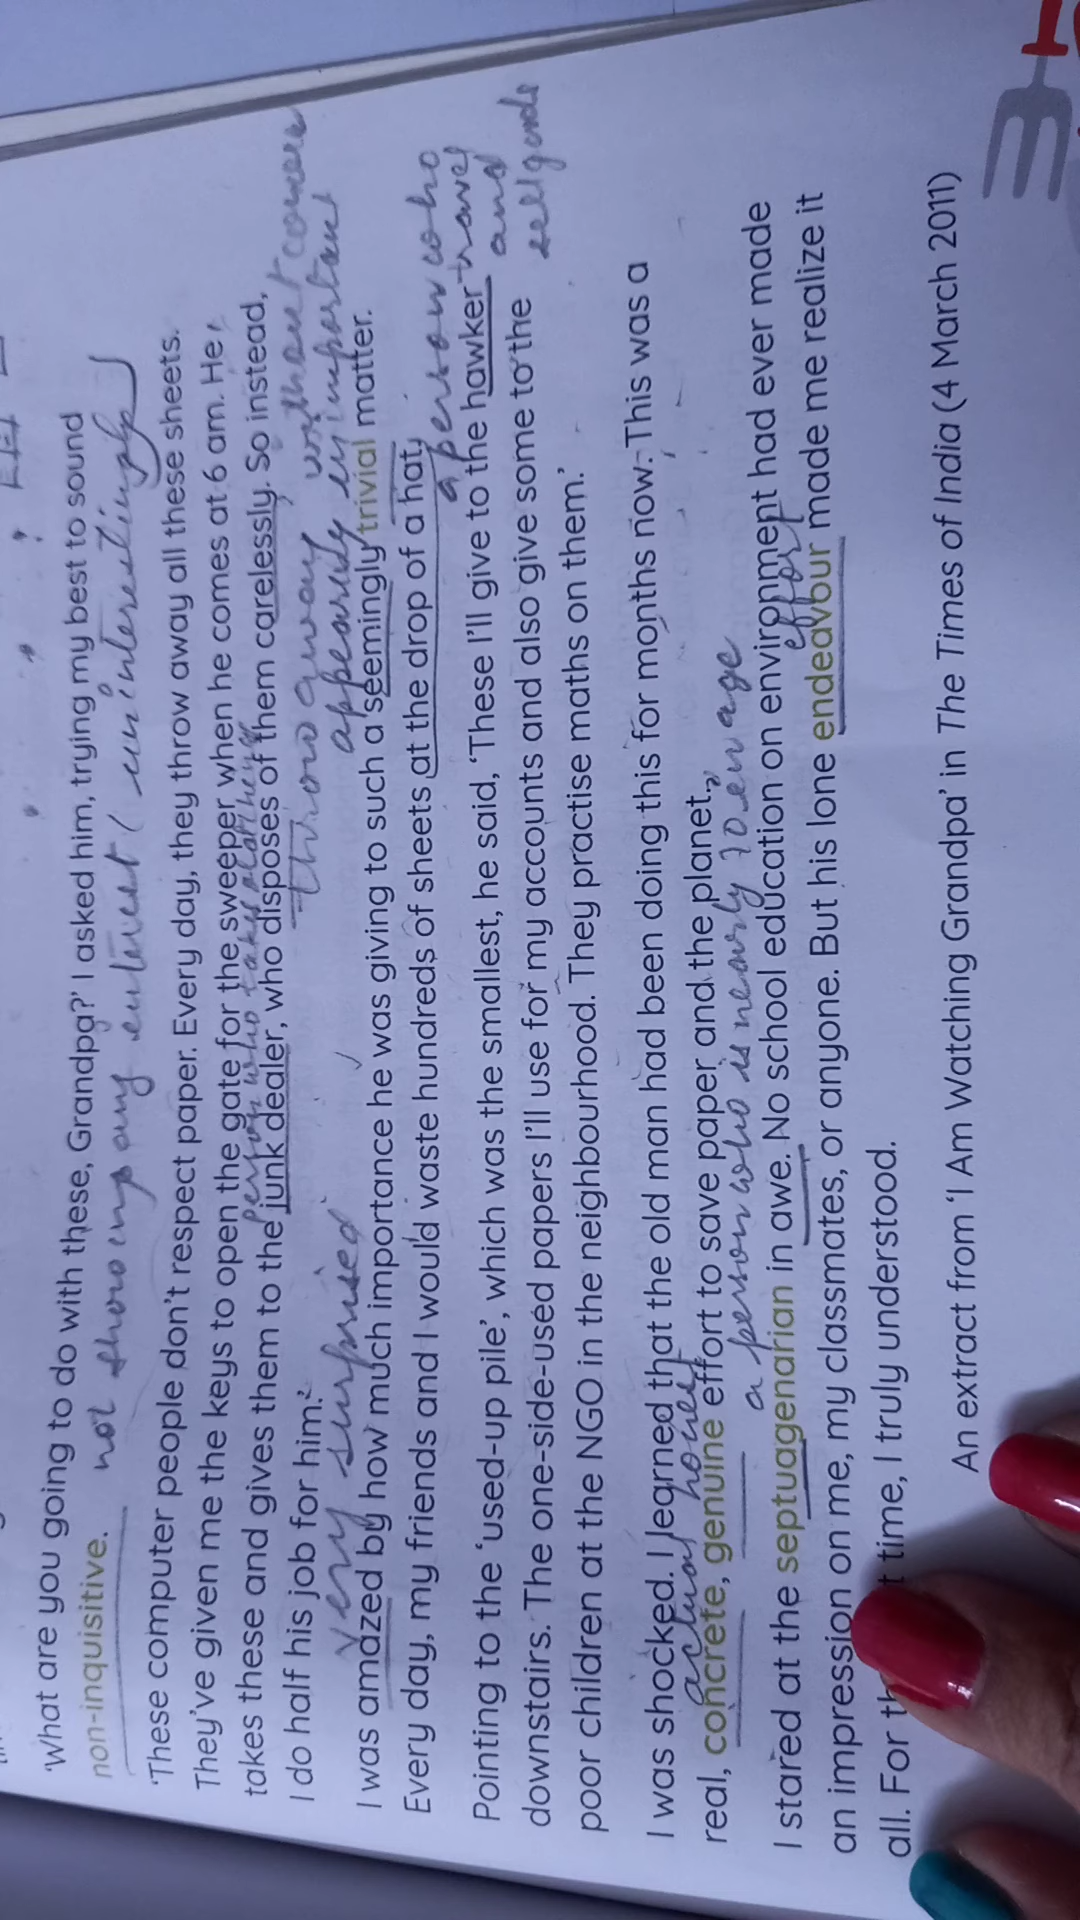 'What are you going to do with these, Grandpa?' I asked him, trying my best to sound
non-inquisitive.
not showing any interest (uninterestingly)
'These computer people don't respect paper. Every day, they throw away all these sheets.
They've given me the keys to open the gate for the sweeper when he comes at 6 am. He
takes these and gives them to the junk dealer, who disposes of them carelessly. So instead,
person who takes
throw away without
I do half his job for him.'
very surprised
appearing unimportant
I was amazed by how much importance he was giving to such a seemingly trivial matter.
Every day, my friends and I would waste hundreds of sheets at the drop of a hat.
a person who
travel
and
sell goods
Pointing to the 'used-up pile', which was the smallest, he said, 'These I'll give to the hawker
downstairs. The one-side-used papers I'll use for my accounts and also give some to the
poor children at the NGO in the neighbourhood. They practise maths on them.'
I was shocked. I learned that the old man had been doing this for months now. This was a
actual honest
real, concrete, genuine effort to save paper and the planet.
a person who is nearly 70 in age
I stared at the septuagenarian in awe. No school education on environment had ever made
effort
an impression on me, my classmates, or anyone. But his lone endeavour made me realize it
all. For time, I truly understood.
An extract from 'I Am Watching Grandpa' in The Times of India (4 March 2011)